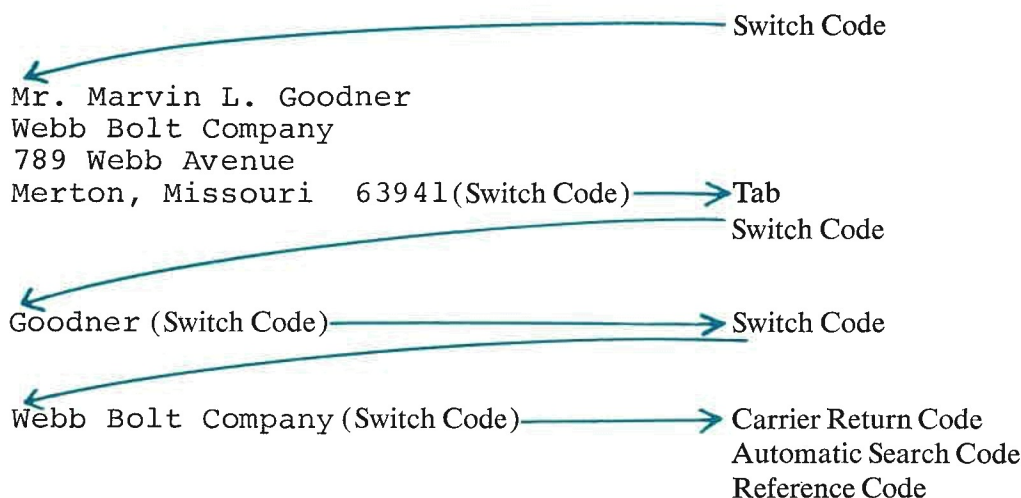 Switch Code
Mr. Marvin L. Goodner
Webb Bolt Company
789 Webb Avenue
Merton, Missouri 63941(Switch Code) Tab
Switch Code
Goodner (Switch Code) Switch Code
Webb Bolt Company (Switch Code) Carrier Return Code
Automatic Search Code
Reference Code